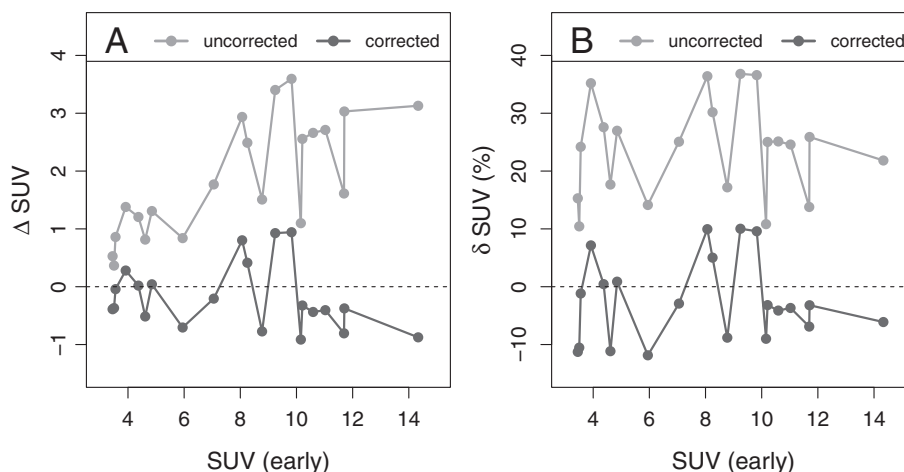 A uncorrected corrected
4
3
2
1
0
−1
Δ SUV
4 6 8 10 12 14
SUV (early)
B uncorrected corrected
40
30
20
10
0
−10
δ SUV (%)
4 6 8 10 12 14
SUV (early)